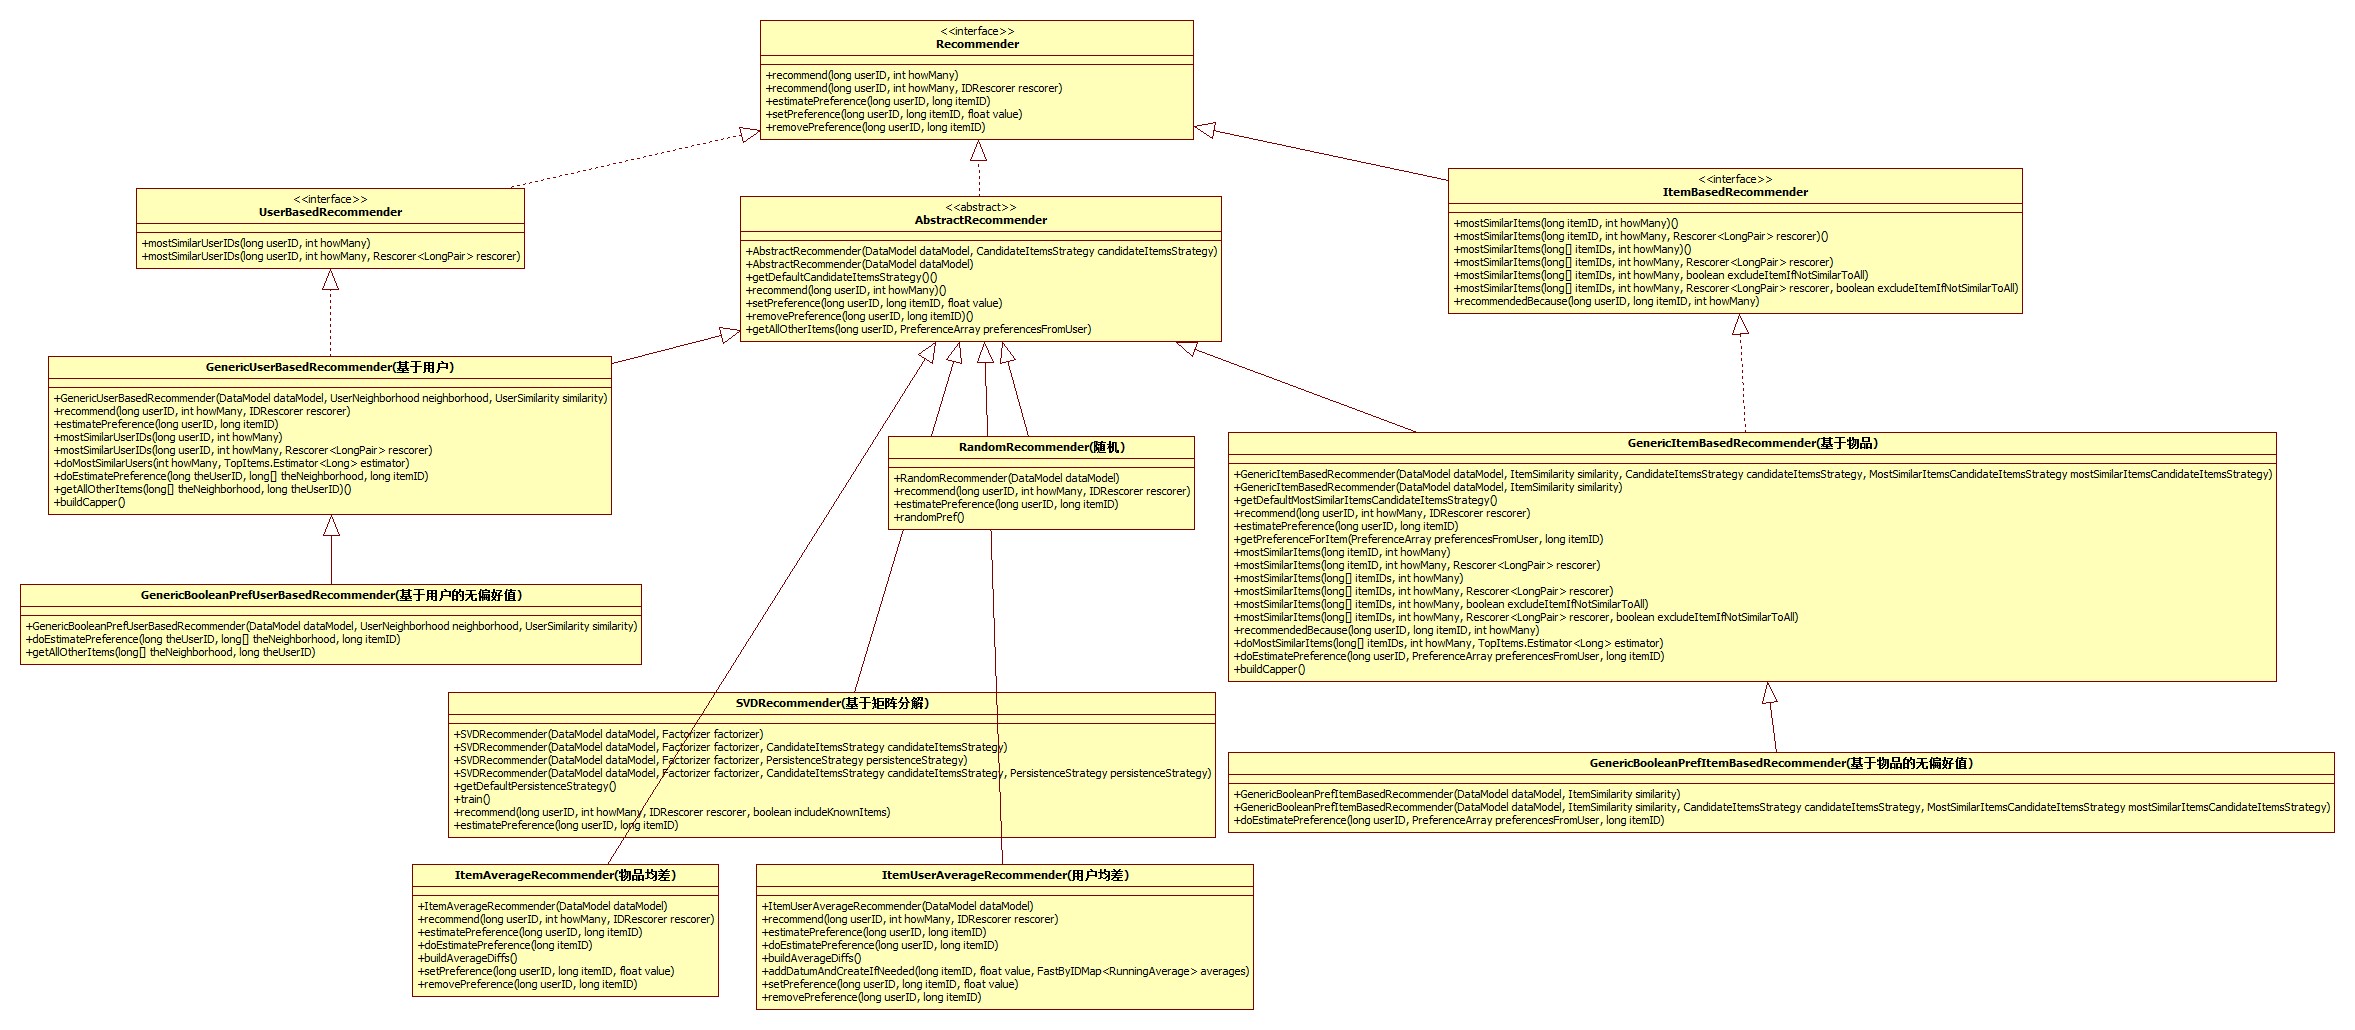 <<interface>>
Recommender
+recommend(long userID, int howMany)
+recommend(long userID, int howMany, IDRescorer rescorer)
+estimatePreference(long userID, long itemID)
+setPreference(long userID, long itemID, float value)
+removePreference(long userID, long itemID)
<<interface>>
UserBasedRecommender
+mostSimilarUserIDs(long userID, int howMany)
+mostSimilarUserIDs(long userID, int howMany, Rescorer<LongPair> rescorer)
<<abstract>>
AbstractRecommender
+AbstractRecommender(DataModel dataModel, CandidateItemsStrategy candidateItemsStrategy)
+AbstractRecommender(DataModel dataModel)
+getDefaultCandidateItemsStrategy()()
+recommend(long userID, int howMany)()
+setPreference(long userID, long itemID, float value)
+removePreference(long userID, long itemID)()
+getAllOtherItems(long userID, PreferenceArray preferencesFromUser)
<<interface>>
ItemBasedRecommender
+mostSimilarItems(long itemID, int howMany)()
+mostSimilarItems(long itemID, int howMany, Rescorer<LongPair> rescorer)()
+mostSimilarItems(long[] itemIDs, int howMany)()
+mostSimilarItems(long[] itemIDs, int howMany, Rescorer<LongPair> rescorer)
+mostSimilarItems(long[] itemIDs, int howMany, boolean excludeItemIfNotSimilarToAll)
+mostSimilarItems(long[] itemIDs, int howMany, Rescorer<LongPair> rescorer, boolean excludeItemIfNotSimilarToAll)
+recommendedBecause(long userID, long itemID, int howMany)
GenericUserBasedRecommender(基于用户)
+GenericUserBasedRecommender(DataModel dataModel, UserNeighborhood neighborhood, UserSimilarity similarity)
+recommend(long userID, int howMany, IDRescorer rescorer)
+estimatePreference(long userID, long itemID)
+mostSimilarUserIDs(long userID, int howMany)
+mostSimilarUserIDs(long userID, int howMany, Rescorer<LongPair> rescorer)
+doMostSimilarUsers(int howMany, TopItems.Estimator<Long> estimator)
+doEstimatePreference(long theUserID, long[] theNeighborhood, long itemID)
+getAllOtherItems(long[] theNeighborhood, long theUserID)()
+buildCapper()
RandomRecommender(随机)
+RandomRecommender(DataModel dataModel)
+recommend(long userID, int howMany, IDRescorer rescorer)
+estimatePreference(long userID, long itemID)
+randomPref()
GenericItemBasedRecommender(基于物品)
+GenericItemBasedRecommender(DataModel dataModel, ItemSimilarity similarity, CandidateItemsStrategy candidateItemsStrategy, MostSimilarItemsCandidateItemsStrategy mostSimilarItemsCandidateItemsStrategy)
+GenericItemBasedRecommender(DataModel dataModel, ItemSimilarity similarity)
+getDefaultMostSimilarItemsCandidateItemsStrategy()
+recommend(long userID, int howMany, IDRescorer rescorer)
+estimatePreference(long userID, long itemID)
+getPreferenceForItem(PreferenceArray preferencesFromUser, long itemID)
+mostSimilarItems(long itemID, int howMany)
+mostSimilarItems(long itemID, int howMany, Rescorer<LongPair> rescorer)
+mostSimilarItems(long[] itemIDs, int howMany)
+mostSimilarItems(long[] itemIDs, int howMany, Rescorer<LongPair> rescorer)
+mostSimilarItems(long[] itemIDs, int howMany, boolean excludeItemIfNotSimilarToAll)
+mostSimilarItems(long[] itemIDs, int howMany, Rescorer<LongPair> rescorer, boolean excludeItemIfNotSimilarToAll)
+recommendedBecause(long userID, long itemID, int howMany)
+doMostSimilarItems(long[] itemIDs, int howMany, TopItems.Estimator<Long> estimator)
+doEstimatePreference(long userID, PreferenceArray preferencesFromUser, long itemID)
+buildCapper()
GenericBooleanPrefUserBasedRecommender(基于用户的无偏好值)
+GenericBooleanPrefUserBasedRecommender(DataModel dataModel, UserNeighborhood neighborhood, UserSimilarity similarity)
+doEstimatePreference(long theUserID, long[] theNeighborhood, long itemID)
+getAllOtherItems(long[] theNeighborhood, long theUserID)
SVDRecommender(基于矩阵分解)
+SVDRecommender(DataModel dataModel, Factorizer factorizer)
+SVDRecommender(DataModel dataModel, Factorizer factorizer, CandidateItemsStrategy candidateItemsStrategy)
+SVDRecommender(DataModel dataModel, Factorizer factorizer, PersistenceStrategy persistenceStrategy)
+SVDRecommender(DataModel dataModel, Factorizer factorizer, CandidateItemsStrategy candidateItemsStrategy, PersistenceStrategy persistenceStrategy)
+getDefaultPersistenceStrategy()
+train()
+recommend(long userID, int howMany, IDRescorer rescorer, boolean includeKnownItems)
+estimatePreference(long userID, long itemID)
GenericBooleanPrefItemBasedRecommender(基于物品的无偏好值)
+GenericBooleanPrefItemBasedRecommender(DataModel dataModel, ItemSimilarity similarity)
+GenericBooleanPrefItemBasedRecommender(DataModel dataModel, ItemSimilarity similarity, CandidateItemsStrategy candidateItemsStrategy, MostSimilarItemsCandidateItemsStrategy mostSimilarItemsCandidateItemsStrategy)
+doEstimatePreference(long userID, PreferenceArray preferencesFromUser, long itemID)
ItemAverageRecommender(物品均差)
+ItemAverageRecommender(DataModel dataModel)
+recommend(long userID, int howMany, IDRescorer rescorer)
+estimatePreference(long userID, long itemID)
+doEstimatePreference(long itemID)
+buildAverageDiffs()
+setPreference(long userID, long itemID, float value)
+removePreference(long userID, long itemID)
ItemUserAverageRecommender(用户均差)
+ItemUserAverageRecommender(DataModel dataModel)
+recommend(long userID, int howMany, IDRescorer rescorer)
+estimatePreference(long userID, long itemID)
+doEstimatePreference(long userID, long itemID)
+buildAverageDiffs()
+addDatumAndCreateIfNeeded(long itemID, float value, FastByIDMap<RunningAverage> averages)
+setPreference(long userID, long itemID, float value)
+removePreference(long userID, long itemID)